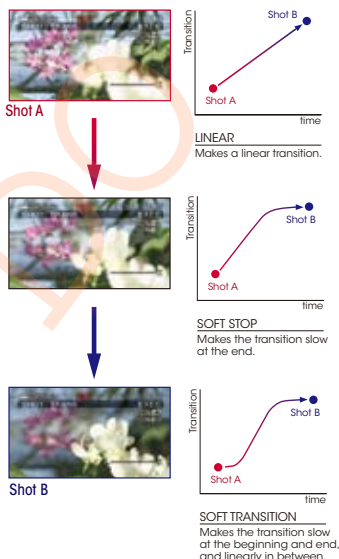 Shot A
Transition
Shot B
Shot A
time
LINEAR
Makes a linear transition.
Transition
Shot B
Shot A
time
SOFT STOP
Makes the transition slow
at the end.
Shot B
Transition
Shot B
Shot A
time
SOFT TRANSITION
Makes the transition slow
at the beginning and end,
and linearly in between.